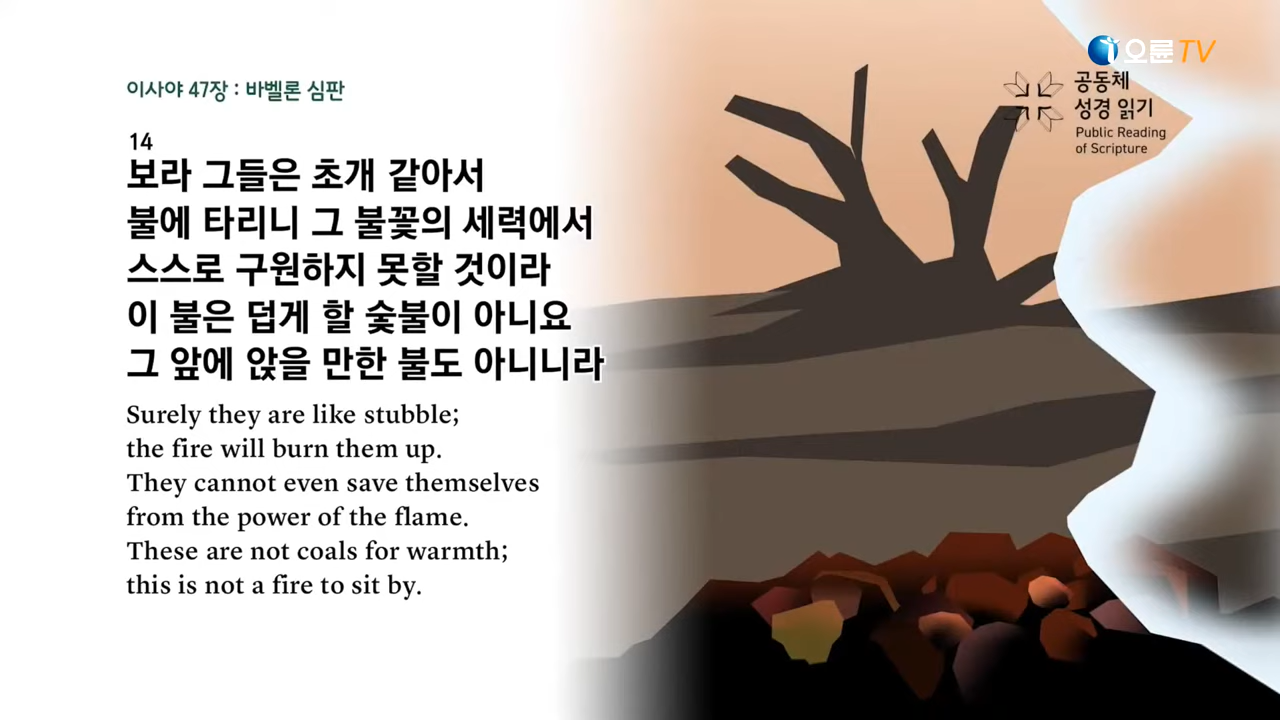 오륜TV
이사야 47장 : 바벨론 심판
공동체
성경 읽기
Public Reading
of Scripture
14
보라 그들은 초개 같아서
불에 타리니 그 불꽃의 세력에서
스스로 구원하지 못할 것이라
이 불은 덥게 할 숯불이 아니요
그 앞에 앉을 만한 불도 아니니라
Surely they are like stubble;
the fire will burn them up.
They cannot even save themselves
from the power of the flame.
These are not coals for warmth;
this is not a fire to sit by.